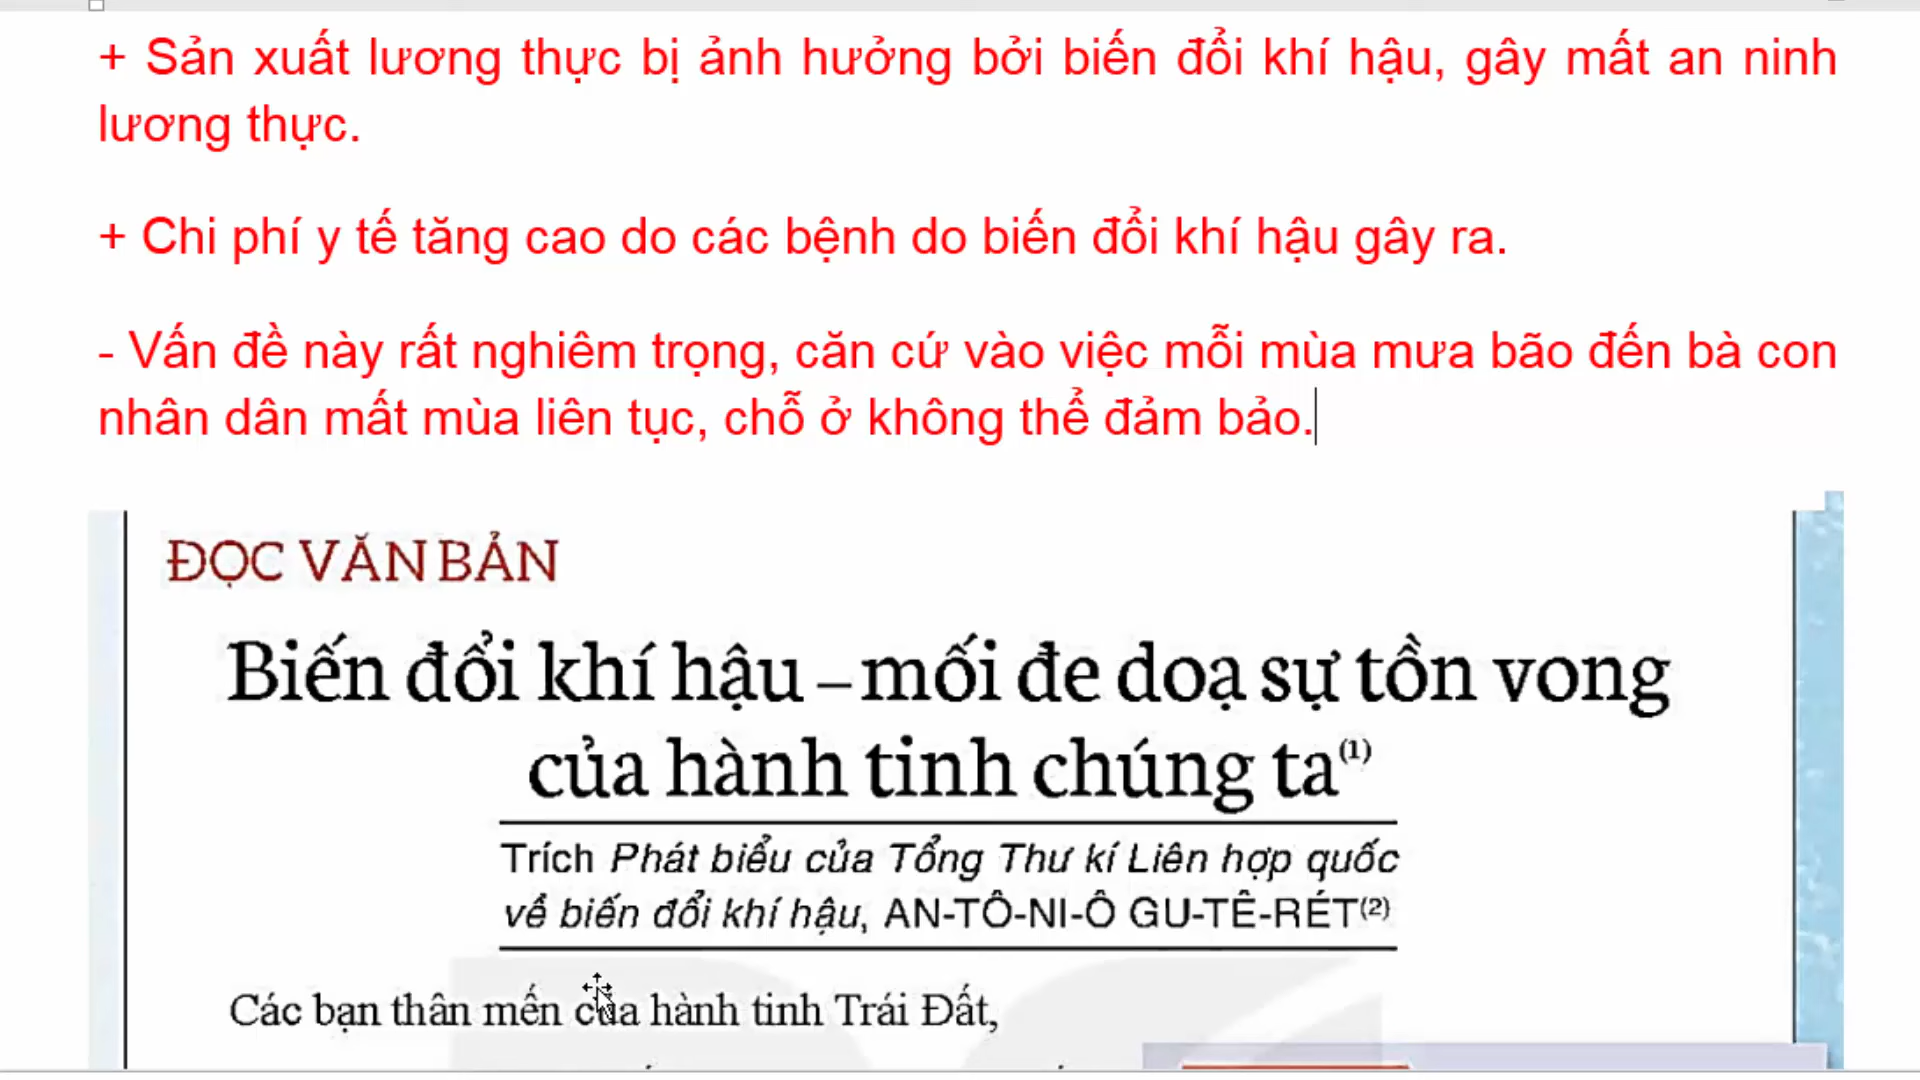 + Sản xuất lương thực bị ảnh hưởng bởi biến đổi khí hậu, gây mất an ninh
lương thực.
+ Chi phí y tế tăng cao do các bệnh do biến đổi khí hậu gây ra.
- Vấn đề này rất nghiêm trọng, căn cứ vào việc mỗi mùa mưa bão đến bà con
nhân dân mất mùa liên tục, chỗ ở không thể đảm bảo.
ĐỌC VĂN BẢN
Biến đổi khí hậu – mối đe doạ sự tồn vong
của hành tinh chúng ta(1)
Trích Phát biểu của Tổng Thư kí Liên hợp quốc
về biến đổi khí hậu, AN-TÔ-NI-Ô GU-TÊ-RÉT(2)
Các bạn thân mến của hành tinh Trái Đất,